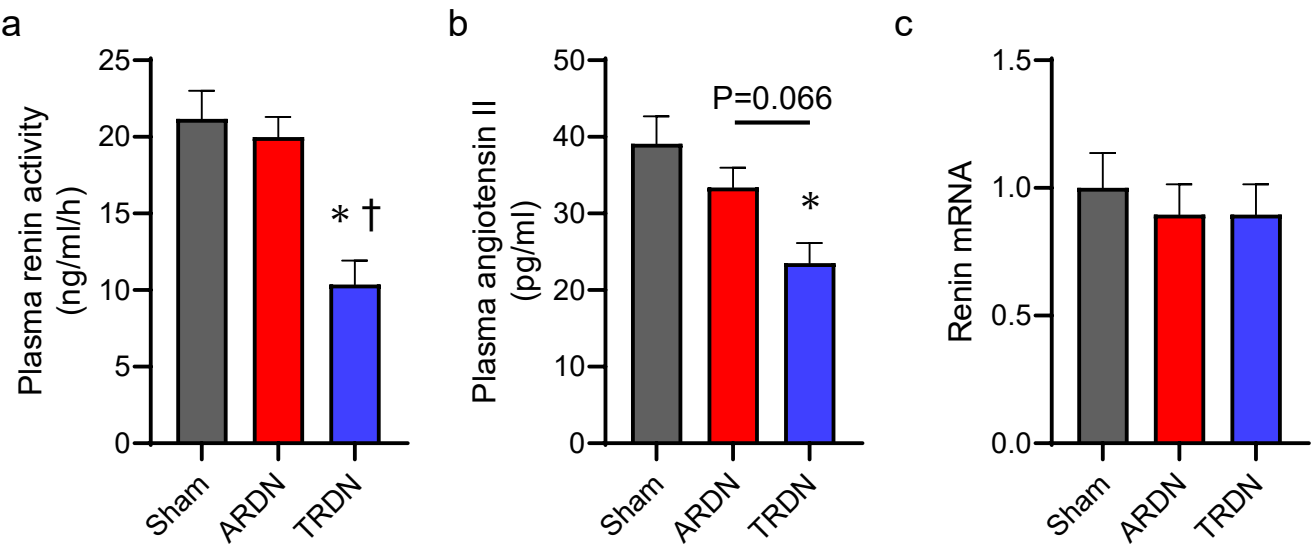 a
Plasma renin activity
(ng/ml/h)
25
20
15
10
5
0
* †
Sham
ARDN
TRDN
b
Plasma angiotensin II
(pg/ml)
50
40
30
20
10
0
P=0.066
*
Sham
ARDN
TRDN
c
Renin mRNA
1.5
1.0
0.5
0.0
Sham
ARDN
TRDN